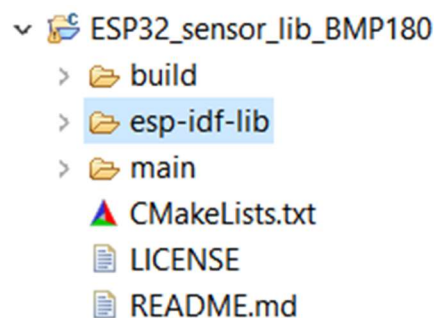 ESP32_sensor_lib_BMP180
build
esp-idf-lib
main
CMakeLists.txt
LICENSE
README.md